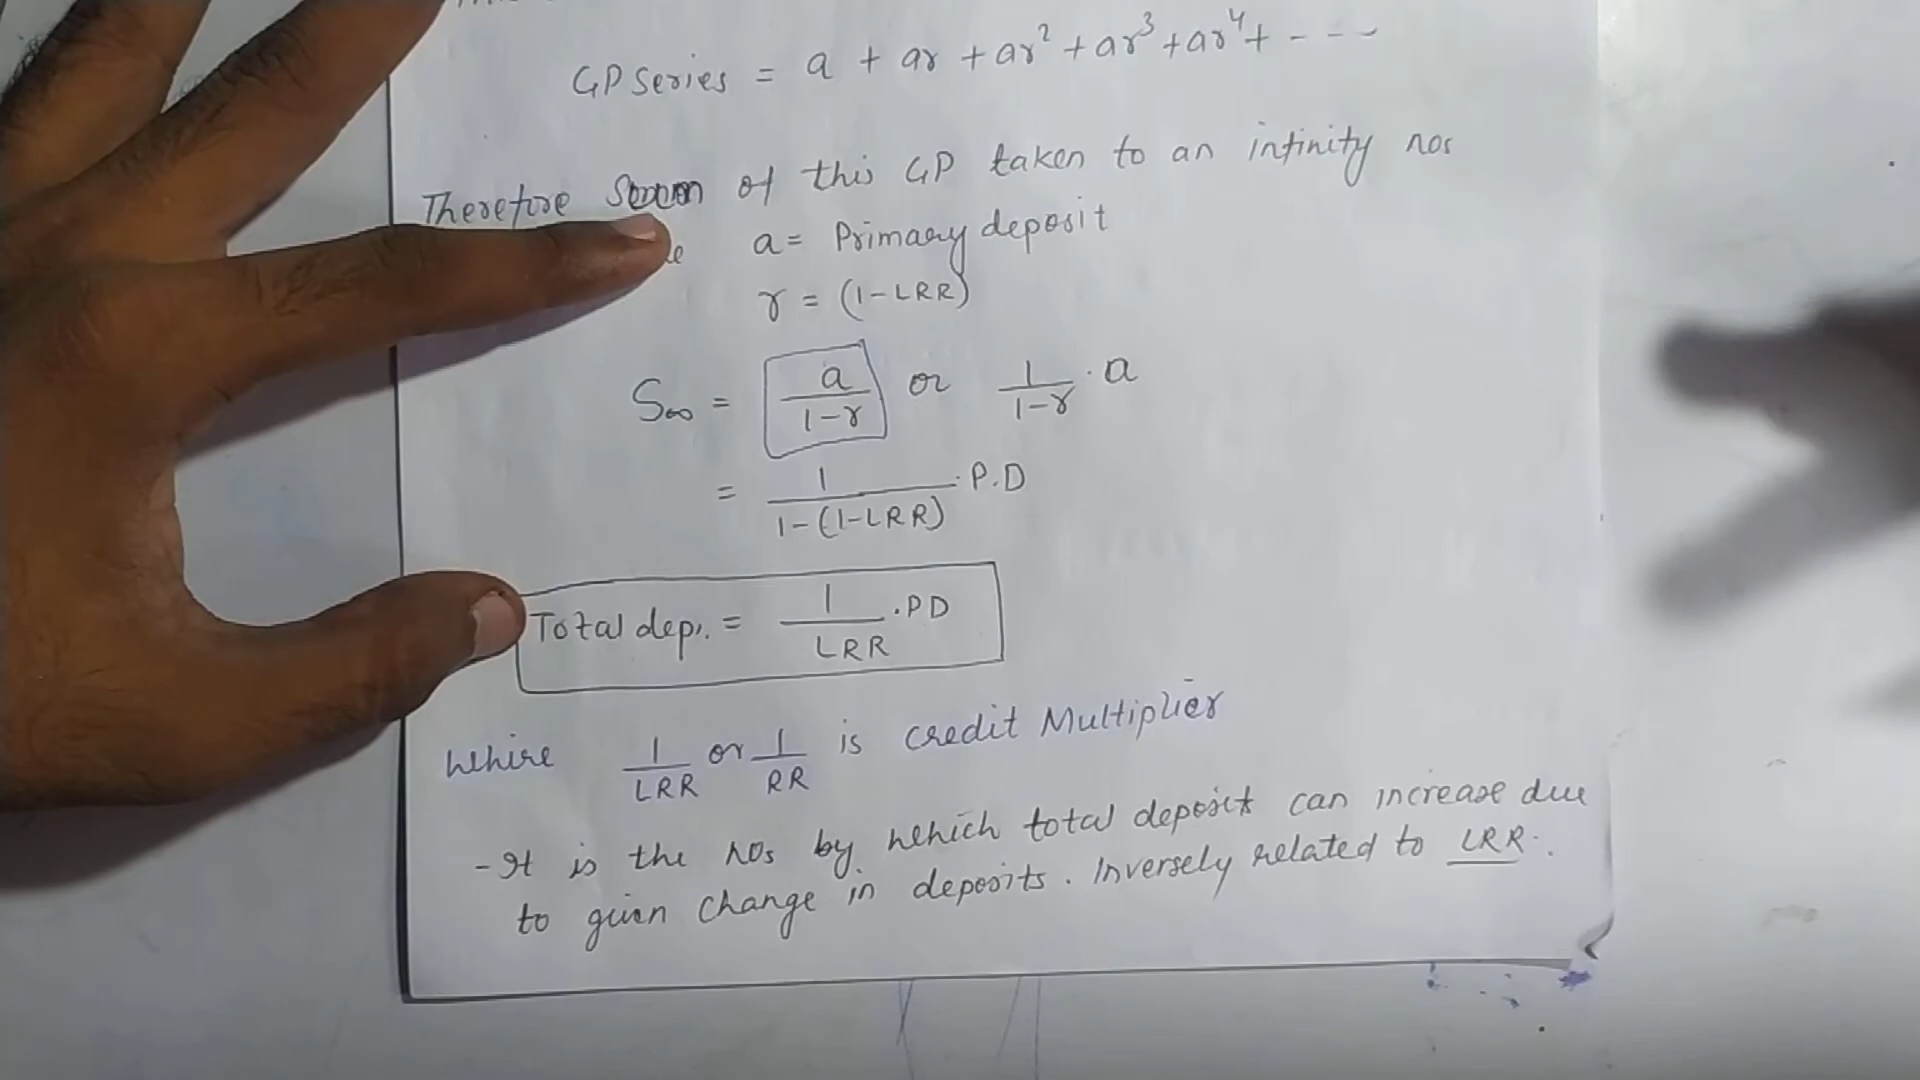 GP Series = a + ar + ar² + ar³ + ar⁴ + - - -
Therefore Sum of this GP taken to an infinity nos
a = Primary deposit
r = (1-LRR)
S∞ = a/(1-r) or 1/(1-r) . a
= 1/(1-(1-LRR)) . P.D
Total dep. = 1/LRR . PD
Where 1/LRR or 1/RR is credit Multiplier
- It is the nos by which total deposit can increase due
to given change in deposits. Inversely related to LRR.